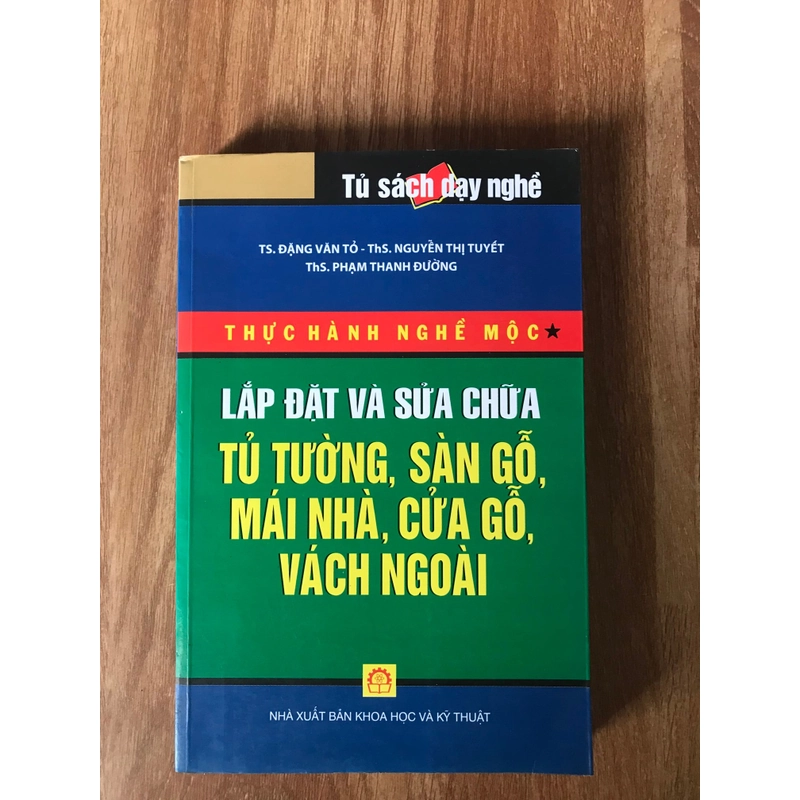 Tủ sách dạy nghề
TS. ĐẶNG VĂN TỎ - ThS. NGUYỄN THỊ TUYẾT
ThS. PHẠM THANH ĐƯỜNG
THỰC HÀNH NGHỀ MỘC★
LẮP ĐẶT VÀ SỬA CHỮA
TỦ TƯỜNG, SÀN GỖ,
MÁI NHÀ, CỬA GỖ,
VÁCH NGOÀI
NHÀ XUẤT BẢN KHOA HỌC VÀ KỸ THUẬT